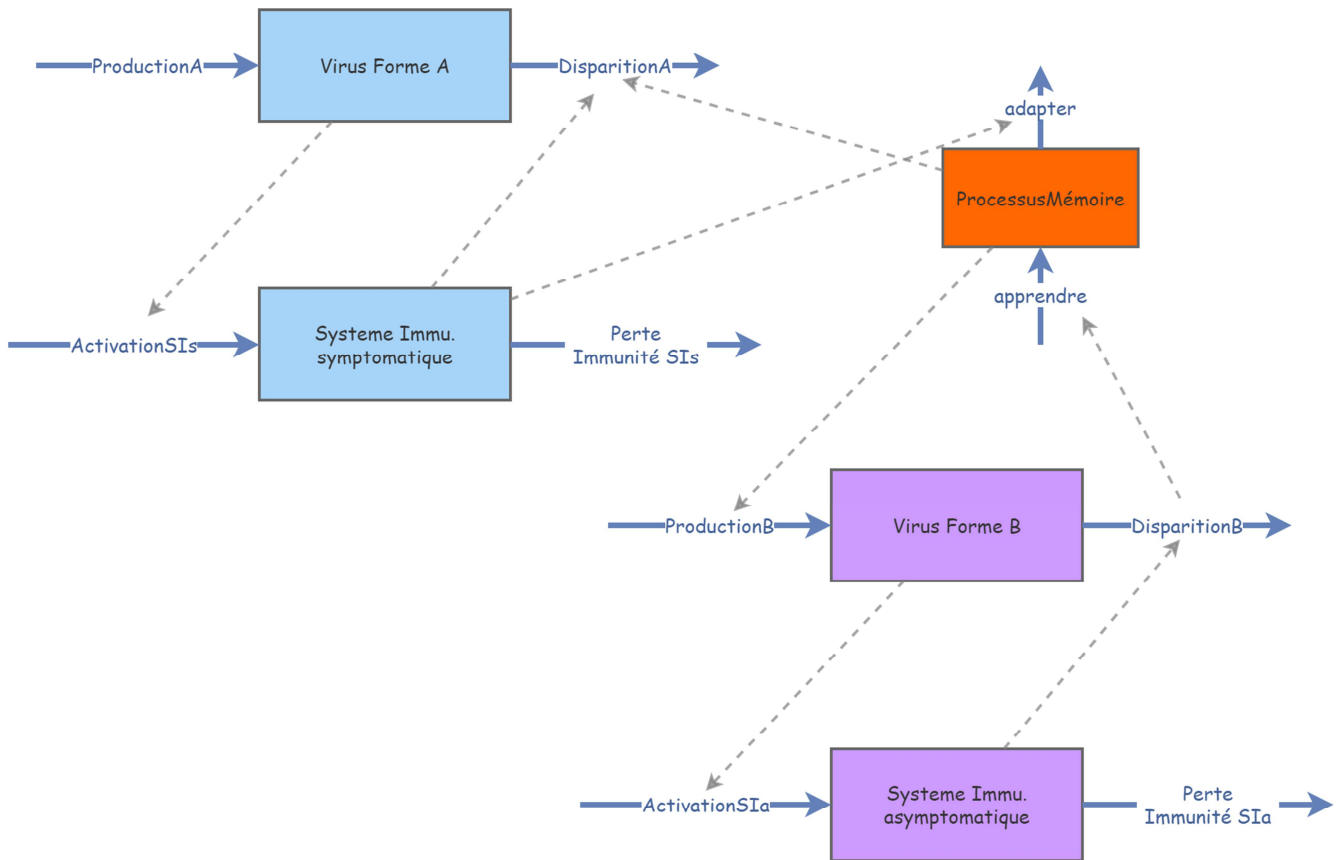 ProductionA
Virus Forme A
DisparitionA
adapter
ProcessusMémoire
apprendre
ActivationSIs
Systeme Immu.
symptomatique
Perte
Immunité SIs
ProductionB
Virus Forme B
DisparitionB
ActivationSIa
Systeme Immu.
asymptomatique
Perte
Immunité SIa